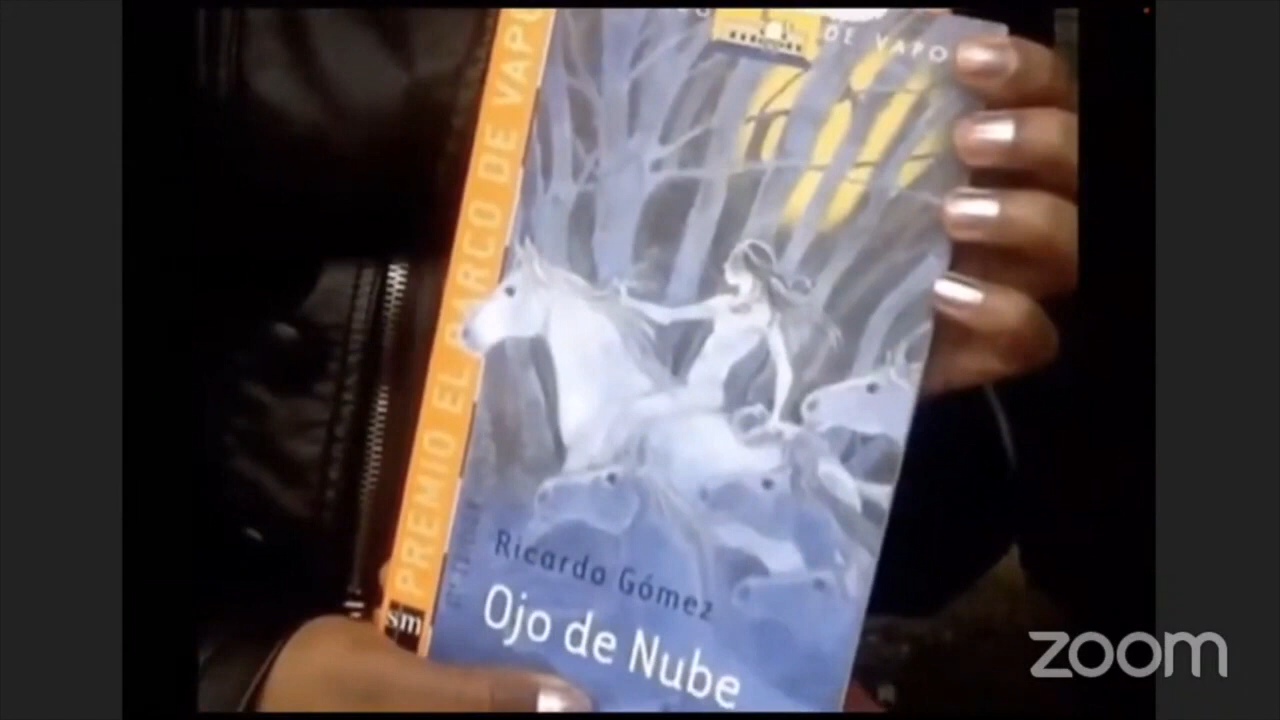 DE VAPO
PREMIO EL BARCO DE VAPO
Ricardo Gómez
Ojo de Nube
sm
zoom